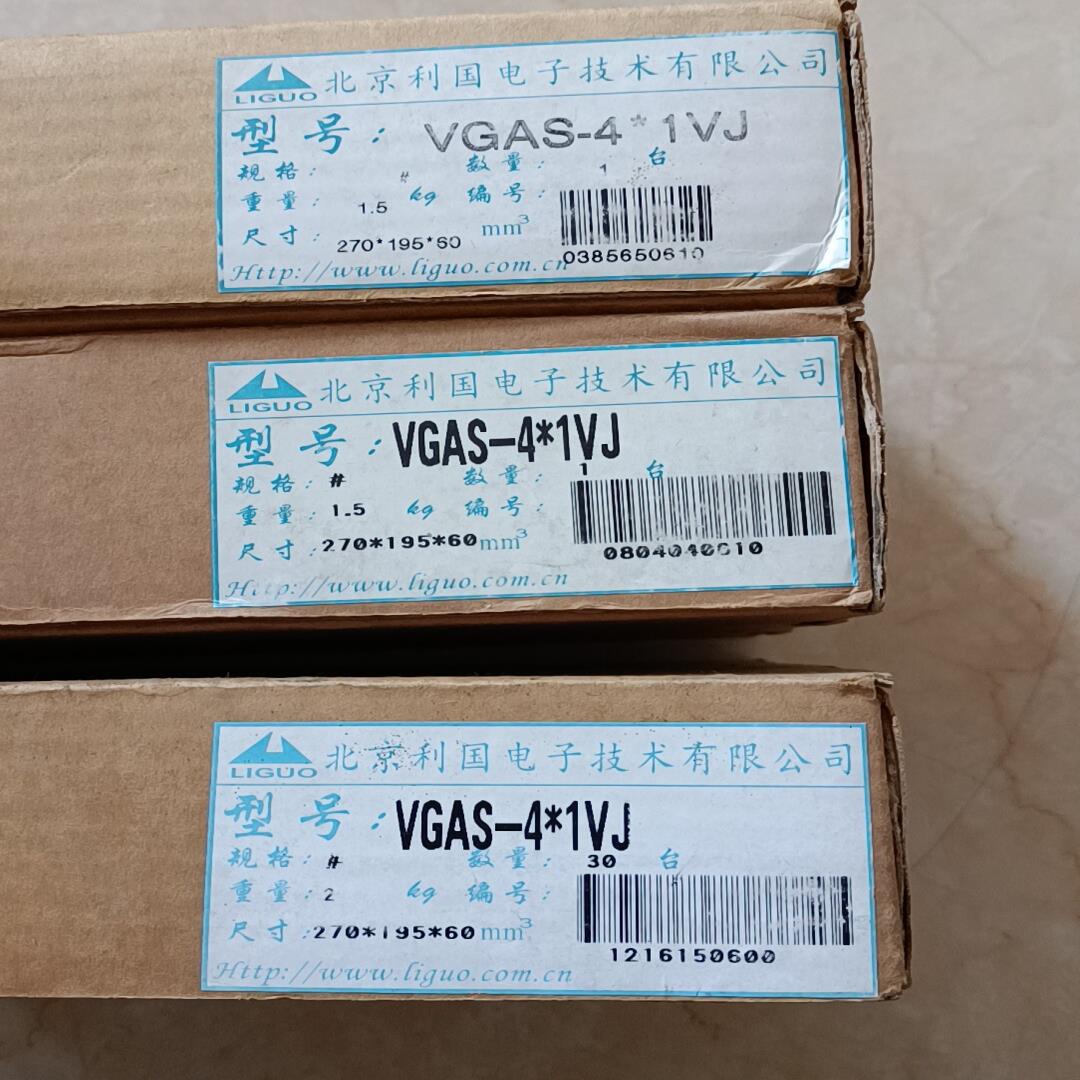 LIGUO 北京利国电子技术有限公司
型号: VGAS-4*1VJ
规格: # 数量: 1 台
重量: 1.5 kg 编号:
尺寸: 270*195*60 mm³
0385650610
Http://www.liguo.com.cn
LIGUO 北京利国电子技术有限公司
型号: VGAS-4*1VJ
规格: # 数量: 1 台
重量: 1.5 kg 编号:
尺寸: 270*195*60 mm³
0804040610
Http://www.liguo.com.cn
LIGUO 北京利国电子技术有限公司
型号: VGAS-4*1VJ
规格: # 数量: 30 台
重量: 2 kg 编号:
尺寸: 270*195*60 mm³
1216150600
Http://www.liguo.com.cn